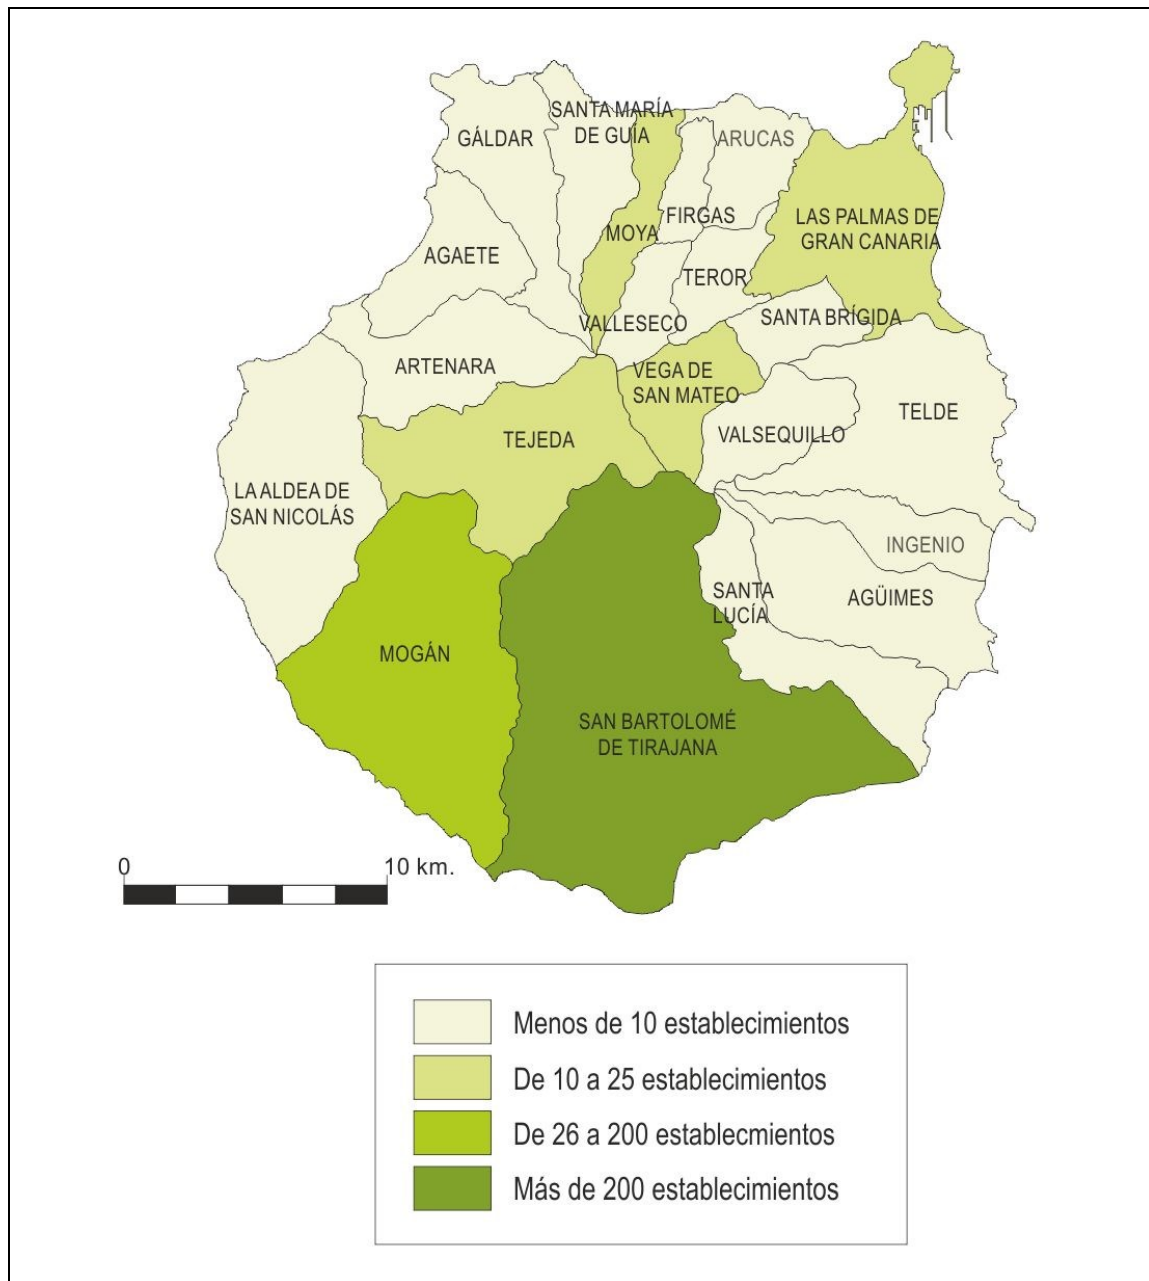 SANTA MARÍA
DE GUÍA
GÁLDAR
ARUCAS
FIRGAS
MOYA
LAS PALMAS DE
GRAN CANARIA
AGAETE
TEROR
VALLESECO
SANTA BRÍGIDA
ARTENARA
VEGA DE
SAN MATEO
TELDE
TEJEDA
VALSEQUILLO
LA ALDEA DE
SAN NICOLÁS
INGENIO
SANTA
LUCÍA
AGÜIMES
MOGÁN
SAN BARTOLOMÉ
DE TIRAJANA
0 10 km.
Menos de 10 establecimientos
De 10 a 25 establecimientos
De 26 a 200 establecmientos
Más de 200 establecimientos